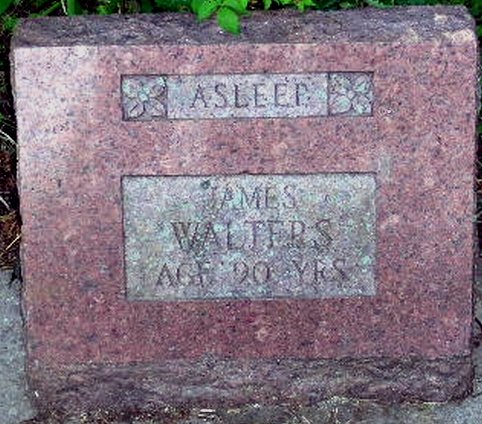 ASLEEP
JAMES
WALTERS
AGE 90 YRS